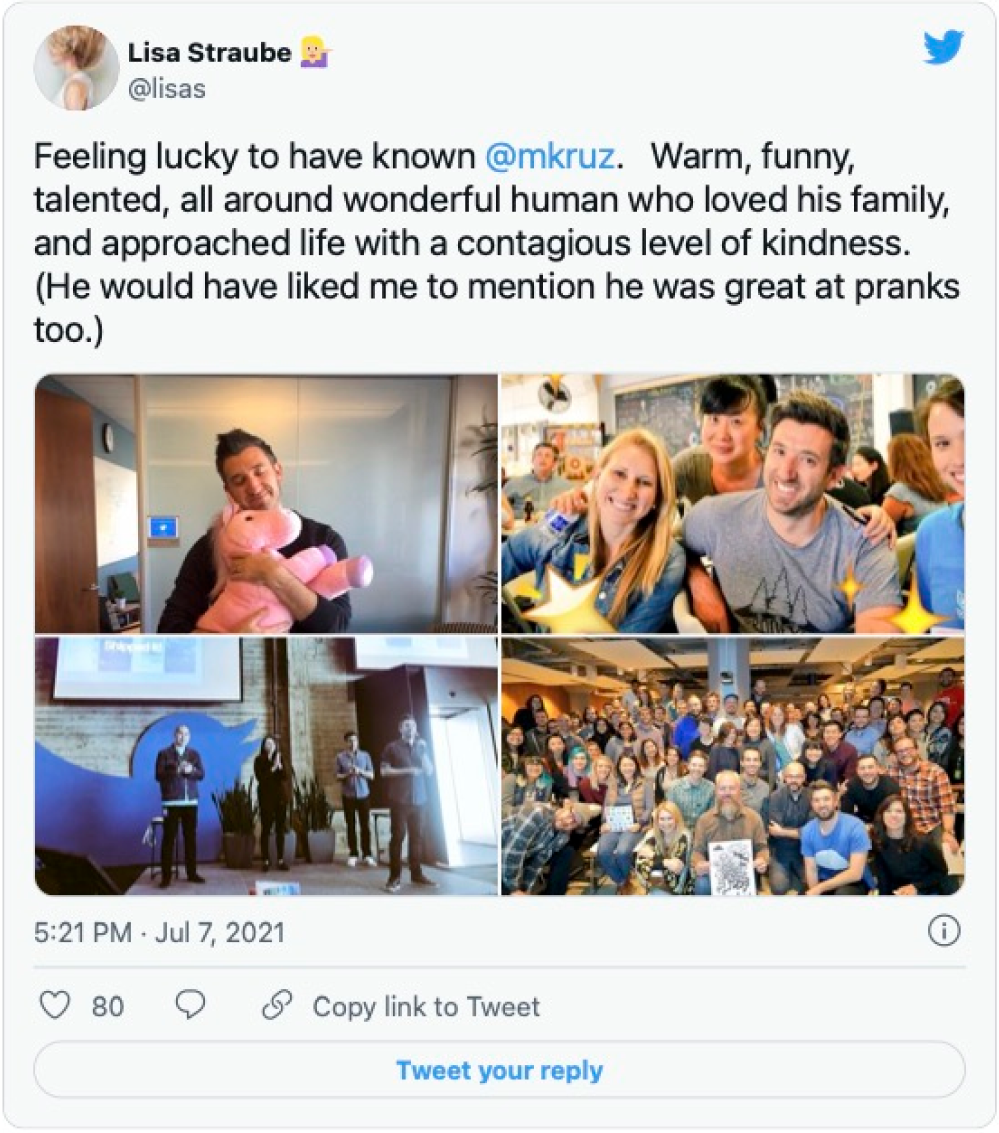 Lisa Straube
@lisas
Feeling lucky to have known @mkruz. Warm, funny,
talented, all around wonderful human who loved his family,
and approached life with a contagious level of kindness.
(He would have liked me to mention he was great at pranks
too.)
Shipped it!
5:21 PM · Jul 7, 2021
80
Copy link to Tweet
Tweet your reply